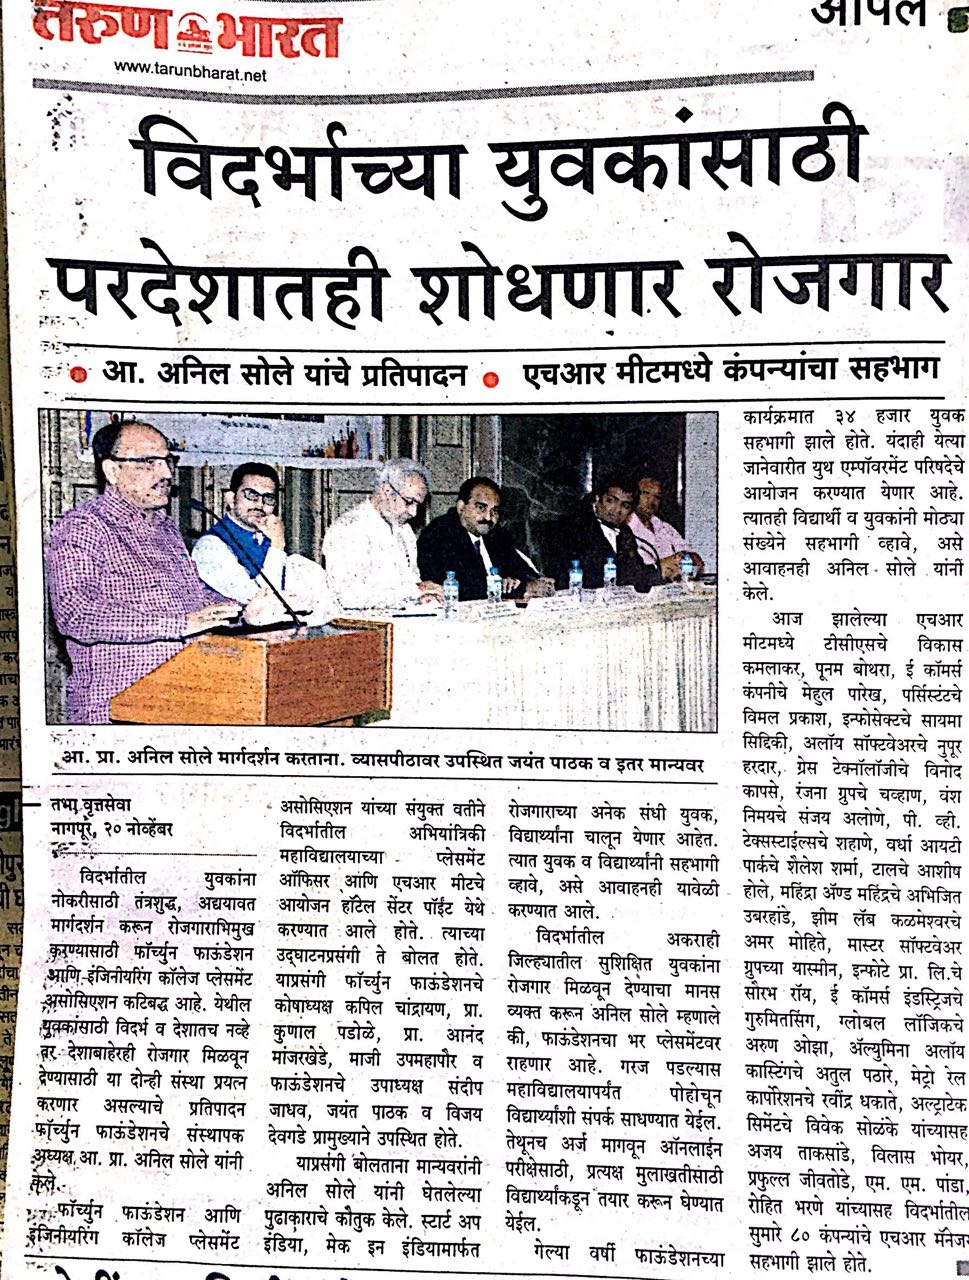 तरुण भारत
www.tarunbharat.net
आपलं
विदर्भाच्या युवकांसाठी
परदेशातही शोधणार रोजगार
• आ. अनिल सोले यांचे प्रतिपादन • एचआर मीटमध्ये कंपन्यांचा सहभाग
आ. प्रा. अनिल सोले मार्गदर्शन करताना. व्यासपीठावर उपस्थित जयंत पाठक व इतर मान्यवर
तभा वृत्तसेवा
नागपूर, २० नोव्हेंबर
विदर्भातील युवकांना
नोकरीसाठी तंत्रशुद्ध, अद्ययावत
मार्गदर्शन करून रोजगाराभिमुख
करण्यासाठी फॉर्च्युन फाऊंडेशन
आणि इंजिनीयरिंग कॉलेज प्लेसमेंट
असोसिएशन कटिबद्ध आहे. येथील
युवकांसाठी विदर्भ व देशातच नव्हे
तर देशाबाहेरही रोजगार मिळवून
देण्यासाठी या दोन्ही संस्था प्रयत्न
करणार असल्याचे प्रतिपादन
फॉर्च्युन फाऊंडेशनचे संस्थापक
अध्यक्ष आ. प्रा. अनिल सोले यांनी
केले.
फॉर्च्युन फाऊंडेशन आणि
इंजिनीयरिंग कॉलेज प्लेसमेंट
असोसिएशन यांच्या संयुक्त वतीने
विदर्भातील अभियांत्रिकी
महाविद्यालयाच्या प्लेसमेंट
ऑफिसर आणि एचआर मीटचे
आयोजन हॉटेल सेंटर पॉईंट येथे
करण्यात आले होते. त्याच्या
उद्घाटनप्रसंगी ते बोलत होते.
याप्रसंगी फॉर्च्युन फाऊंडेशनचे
कोषाध्यक्ष कपिल चांद्रायण, प्रा.
कुणाल पडोळे, प्रा. आनंद
मांजरखेडे, माजी उपमहापौर व
फाऊंडेशनचे उपाध्यक्ष संदीप
जाधव, जयंत पाठक व विजय
देवगडे प्रामुख्याने उपस्थित होते.
याप्रसंगी बोलताना मान्यवरांनी
अनिल सोले यांनी घेतलेल्या
पुढाकाराचे कौतुक केले. स्टार्ट अप
इंडिया, मेक इन इंडियामार्फत
रोजगाराच्या अनेक संधी युवक,
विद्यार्थ्यांना चालून येणार आहेत.
त्यात युवक व विद्यार्थ्यांनी सहभागी
व्हावे, असे आवाहनही यावेळी
करण्यात आले.
विदर्भातील अकराही
जिल्ह्यातील सुशिक्षित युवकांना
रोजगार मिळवून देण्याचा मानस
व्यक्त करून अनिल सोले म्हणाले
की, फाऊंडेशनचा भर प्लेसमेंटवर
राहणार आहे. गरज पडल्यास
महाविद्यालयापर्यंत पोहोचून
विद्यार्थ्यांशी संपर्क साधण्यात येईल.
तेथूनच अर्ज मागवून ऑनलाईन
परीक्षेसाठी, प्रत्यक्ष मुलाखतीसाठी
विद्यार्थ्यांकडून तयार करून घेण्यात
येईल.
गेल्या वर्षी फाऊंडेशनच्या
कार्यक्रमात ३४ हजार युवक
सहभागी झाले होते. यंदाही येत्या
जानेवारीत युथ एम्पॉवरमेंट परिषदेचे
आयोजन करण्यात येणार आहे.
त्यातही विद्यार्थी व युवकांनी मोठ्या
संख्येने सहभागी व्हावे, असे
आवाहनही अनिल सोले यांनी
केले.
आज झालेल्या एचआर
मीटमध्ये टीसीएसचे विकास
कमलाकर, पूनम बोथरा, ई कॉमर्स
कंपनीचे मेहुल पारेख, पर्सिस्टंटचे
विमल प्रकाश, इन्फोसेक्टचे सायमा
सिद्दिकी, अलॉय सॉफ्टवेअरचे नुपूर
हरदार, ग्रेस टेक्नॉलॉजीचे विनोद
कापसे, रंजना ग्रुपचे चव्हाण, वंश
निमयचे संजय अलोणे, पी. व्ही.
टेक्सस्टाईल्सचे शहाणे, वर्धा आयटी
पार्कचे शैलेश शर्मा, टालचे आशीष
होले, महिंद्रा अॅण्ड महिंद्रचे अभिजित
उबरहांडे, झीम लॅब कळमेश्वरचे
अमर मोहिते, मास्टर सॉफ्टवेअर
ग्रुपच्या यास्मीन, इन्फोटे प्रा. लि.चे
सौरभ रॉय, ई कॉमर्स इंडस्ट्रिजचे
गुरुमितसिंग, ग्लोबल लॉजिकचे
अरुण ओझा, अ‍ॅल्युमिना अलॉय
कास्टिंगचे अतुल पठारे, मेट्रो रेल
कार्पोरेशनचे रवींद्र धकाते, अल्ट्राटेक
सिमेंटचे विवेक सोळंके यांच्यासह
अजय ताकसांडे, विलास भोयर,
प्रफुल्ल जीवतोडे, एम. एम. पांडा,
रोहित भरणे यांच्यासह विदर्भातील
सुमारे ८० कंपन्यांचे एचआर मॅनेजर
सहभागी झाले होते.